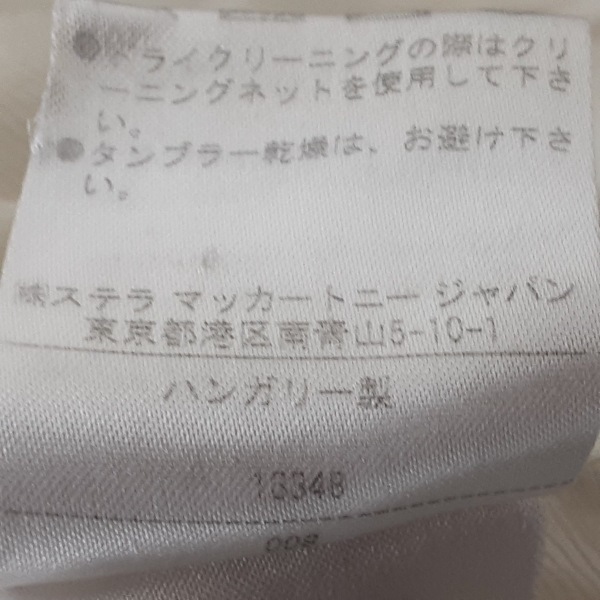 ●ドライクリーニングの際はクリ
ーニングネットを使用して下さ
い。
●タンブラー乾燥は、お避け下さ
い。
㈱ステラ マッカートニー ジャパン
東京都港区南青山5-10-1
ハンガリー製
13348
008